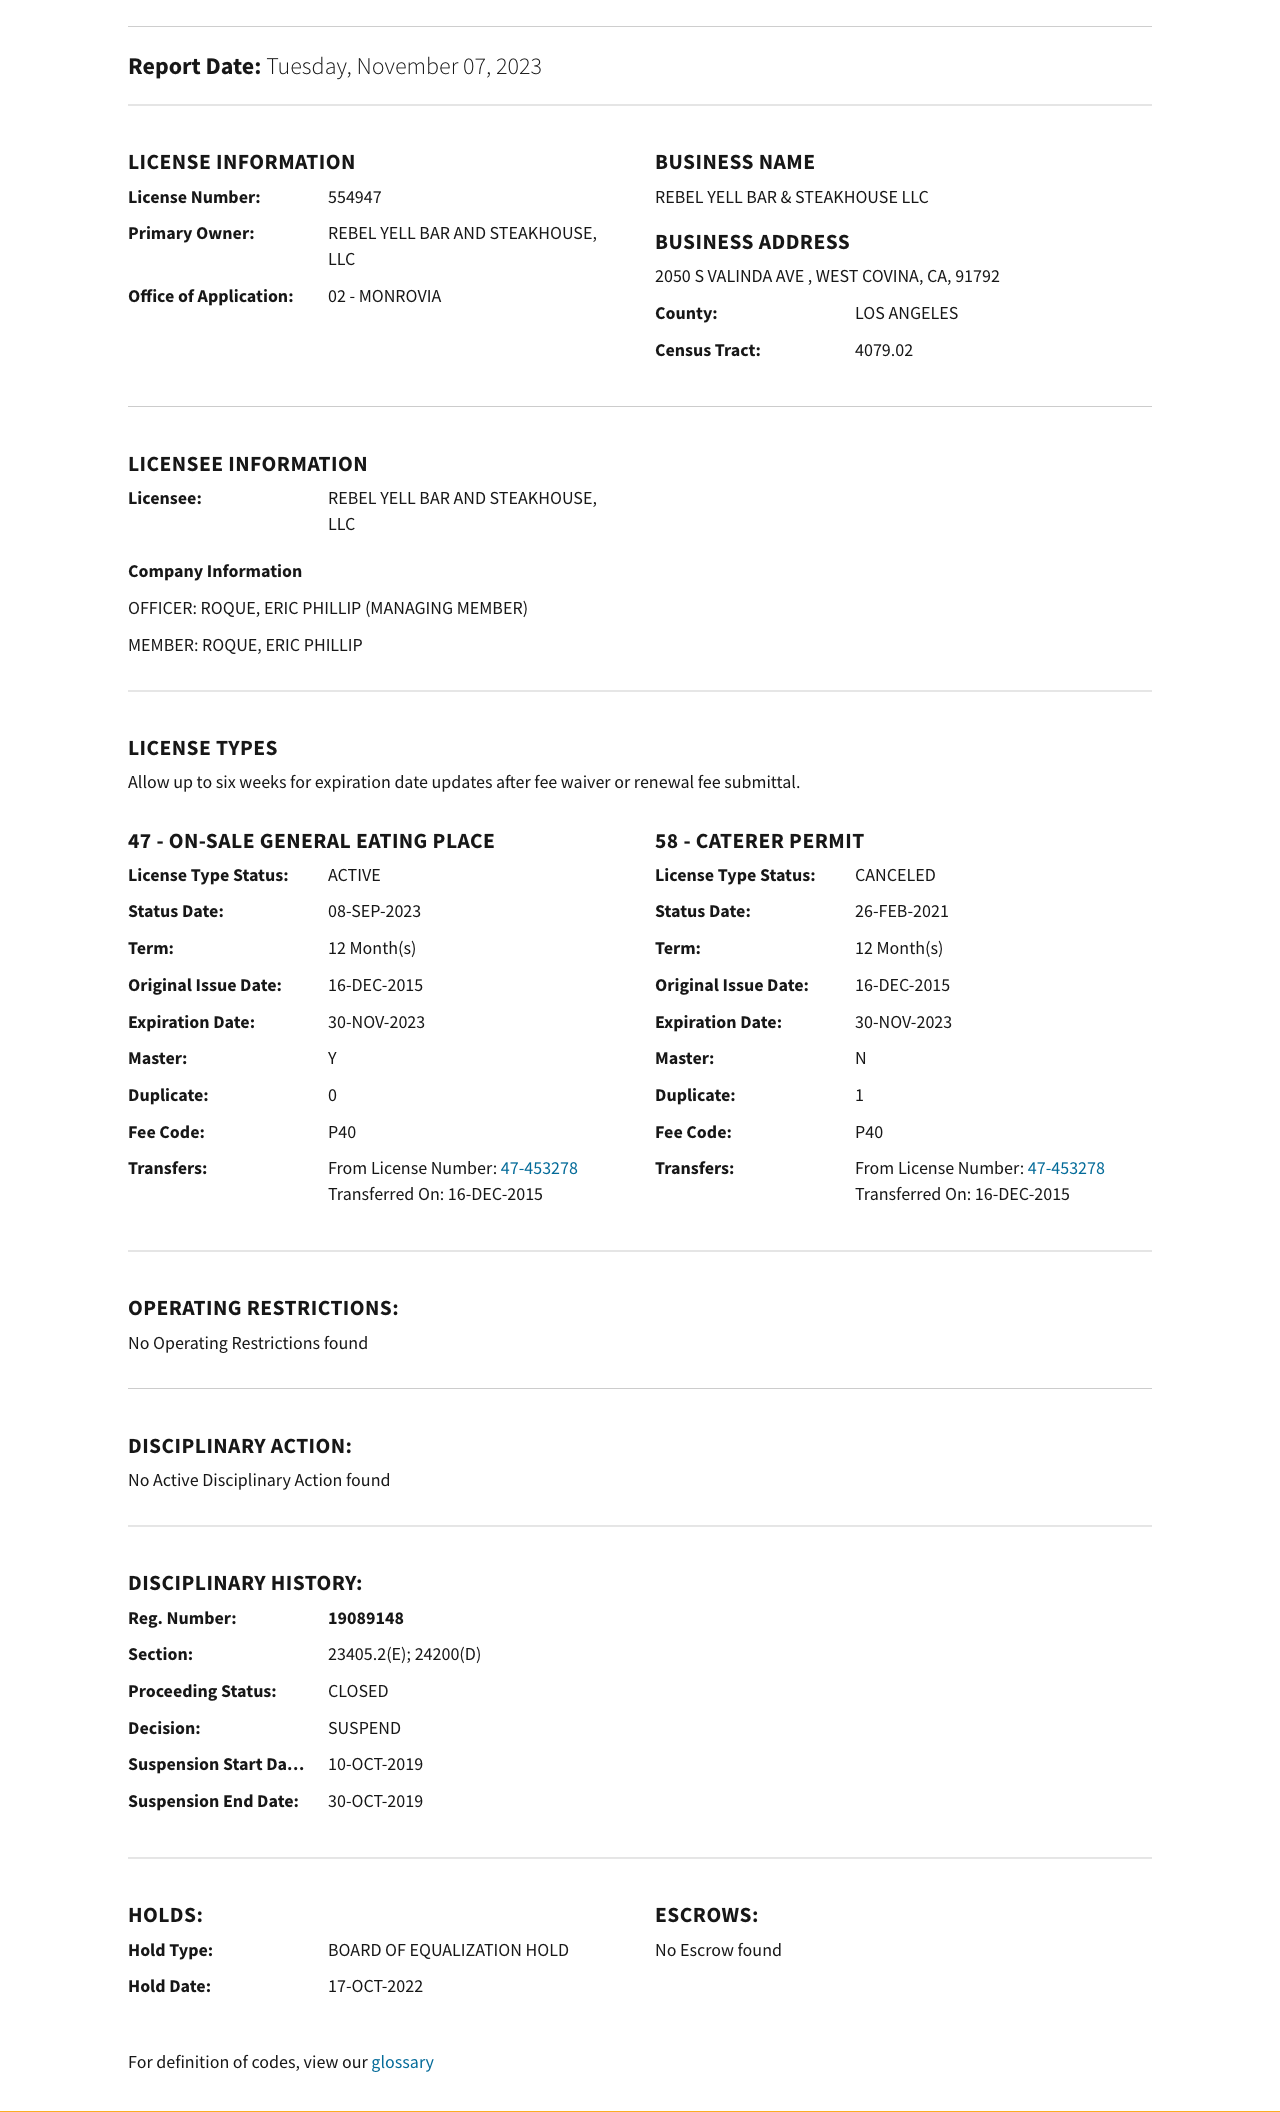 Report Date: Tuesday, November 07, 2023
LICENSE INFORMATION
License Number: 554947
Primary Owner: REBEL YELL BAR AND STEAKHOUSE,
LLC
Office of Application: 02 - MONROVIA
BUSINESS NAME
REBEL YELL BAR & STEAKHOUSE LLC
BUSINESS ADDRESS
2050 S VALINDA AVE , WEST COVINA, CA, 91792
County: LOS ANGELES
Census Tract: 4079.02
LICENSEE INFORMATION
Licensee: REBEL YELL BAR AND STEAKHOUSE,
LLC
Company Information
OFFICER: ROQUE, ERIC PHILLIP (MANAGING MEMBER)
MEMBER: ROQUE, ERIC PHILLIP
LICENSE TYPES
Allow up to six weeks for expiration date updates after fee waiver or renewal fee submittal.
47 - ON-SALE GENERAL EATING PLACE
License Type Status: ACTIVE
Status Date: 08-SEP-2023
Term: 12 Month(s)
Original Issue Date: 16-DEC-2015
Expiration Date: 30-NOV-2023
Master: Y
Duplicate: 0
Fee Code: P40
Transfers: From License Number: 47-453278
Transferred On: 16-DEC-2015
58 - CATERER PERMIT
License Type Status: CANCELED
Status Date: 26-FEB-2021
Term: 12 Month(s)
Original Issue Date: 16-DEC-2015
Expiration Date: 30-NOV-2023
Master: N
Duplicate: 1
Fee Code: P40
Transfers: From License Number: 47-453278
Transferred On: 16-DEC-2015
OPERATING RESTRICTIONS:
No Operating Restrictions found
DISCIPLINARY ACTION:
No Active Disciplinary Action found
DISCIPLINARY HISTORY:
Reg. Number: 19089148
Section: 23405.2(E); 24200(D)
Proceeding Status: CLOSED
Decision: SUSPEND
Suspension Start Da... 10-OCT-2019
Suspension End Date: 30-OCT-2019
HOLDS:
Hold Type: BOARD OF EQUALIZATION HOLD
Hold Date: 17-OCT-2022
ESCROWS:
No Escrow found
For definition of codes, view our glossary